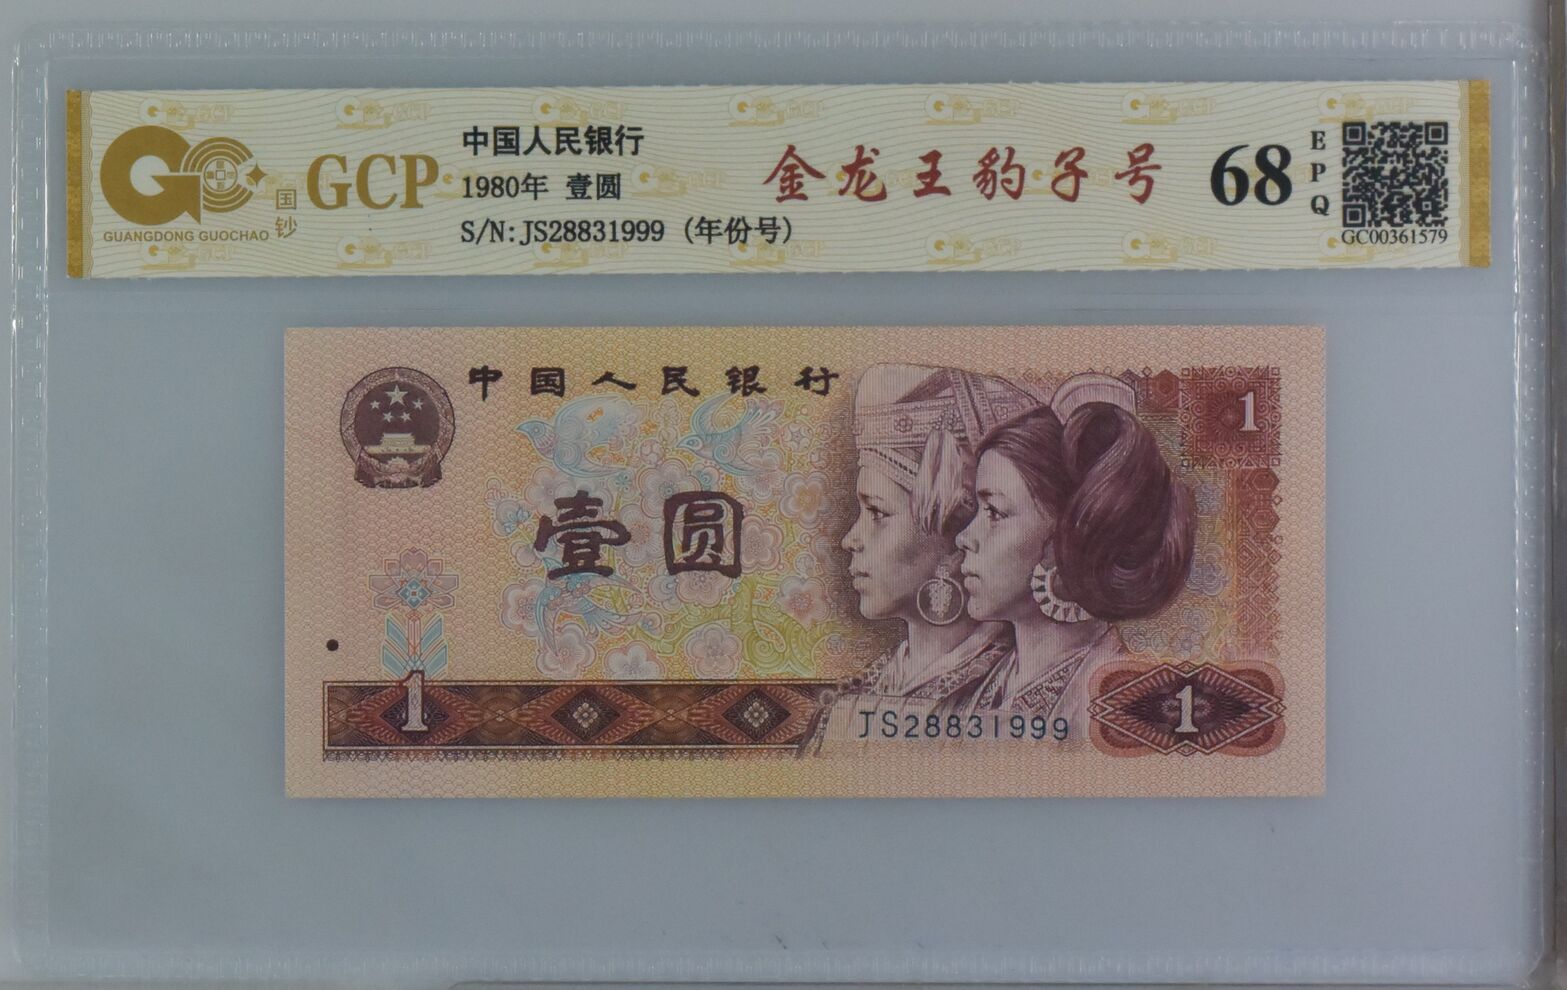 GUANGDONG GUOCHAO
国钞
GCP
中国人民银行
1980年 壹圆
S/N:JS28831999 (年份号)
金龙王豹子号
68
EPQ
GC00361579
中国人民银行
1
壹圆
1
1
JS28831999